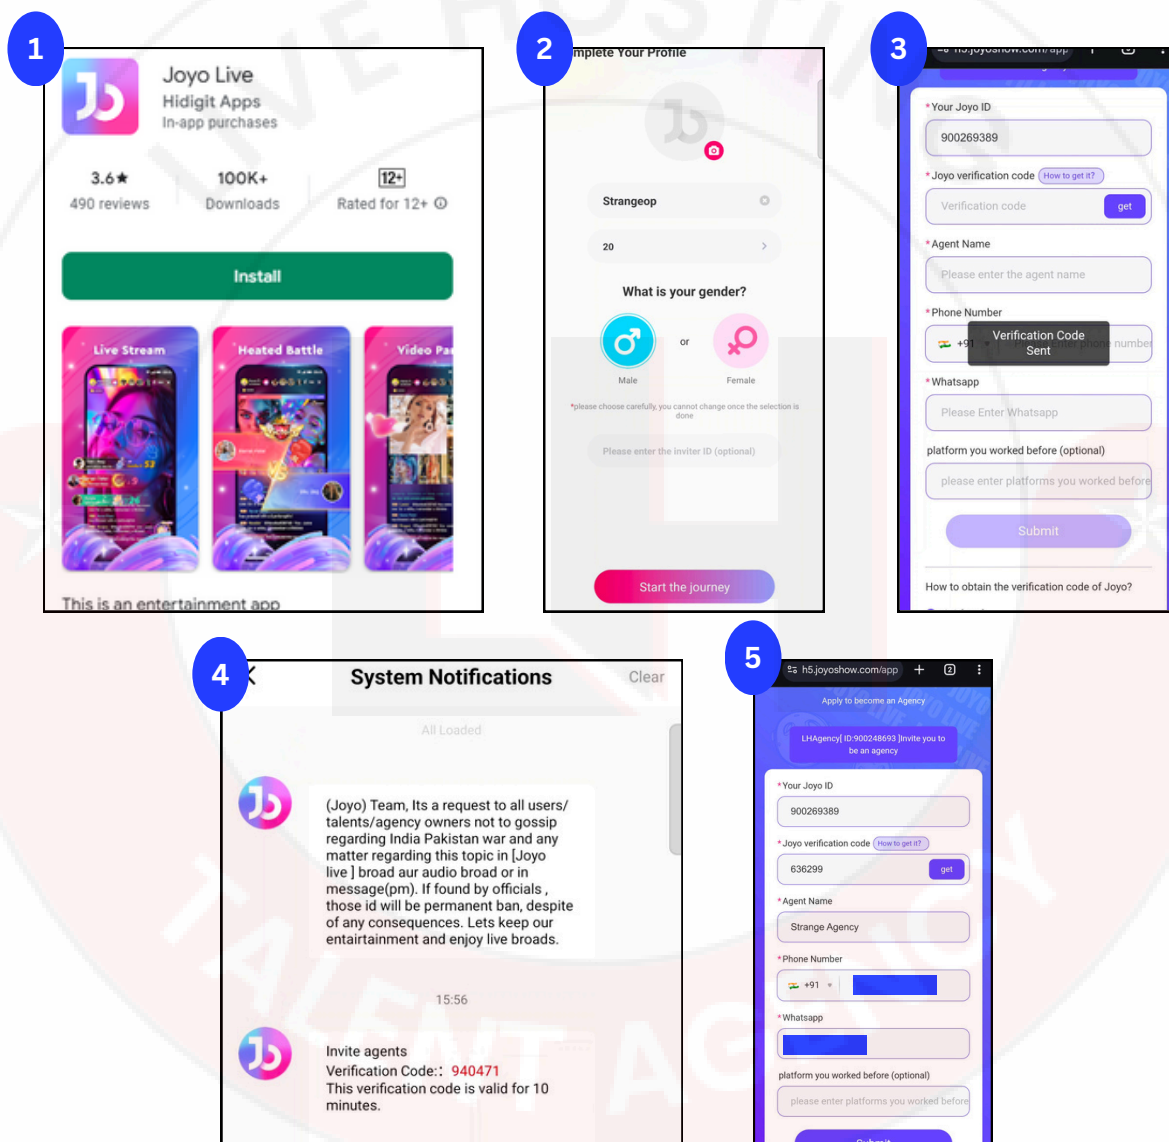 LIVE HOSTING
TALENT AGENCY
1
Joyo Live
Hidigit Apps
In-app purchases
3.6★
490 reviews
100K+
Downloads
12+
Rated for 12+
Install
Live Stream
Heated Battle
Video Pa
This is an entertainment app
2
mplete Your Profile
Strangeop
20
What is your gender?
Male
or
Female
*please choose carefully, you cannot change once the selection is
done
Please enter the inviter ID (optional)
Start the journey
3
h5.joyoshow.com/app
*Your Joyo ID
900269389
*Joyo verification code How to get it?
Verification code
get
*Agent Name
Please enter the agent name
*Phone Number
+91
number
Verification Code
Sent
*Whatsapp
Please Enter Whatsapp
platform you worked before (optional)
please enter platforms you worked before
Submit
How to obtain the verification code of Joyo?
4
System Notifications
Clear
All Loaded
(Joyo) Team, Its a request to all users/
talents/agency owners not to gossip
regarding India Pakistan war and any
matter regarding this topic in [Joyo
live ] broad aur audio broad or in
message(pm). If found by officials ,
those id will be permanent ban, despite
of any consequences. Lets keep our
entairtainment and enjoy live broads.
15:56
Invite agents
Verification Code:: 940471
This verification code is valid for 10
minutes.
5
h5.joyoshow.com/app
2
Apply to become an Agency
LHAgency[ ID:900248693 ]Invite you to
be an agency
*Your Joyo ID
900269389
*Joyo verification code How to get it?
636299
get
*Agent Name
Strange Agency
*Phone Number
+91
*Whatsapp
platform you worked before (optional)
please enter platforms you worked before
Submit